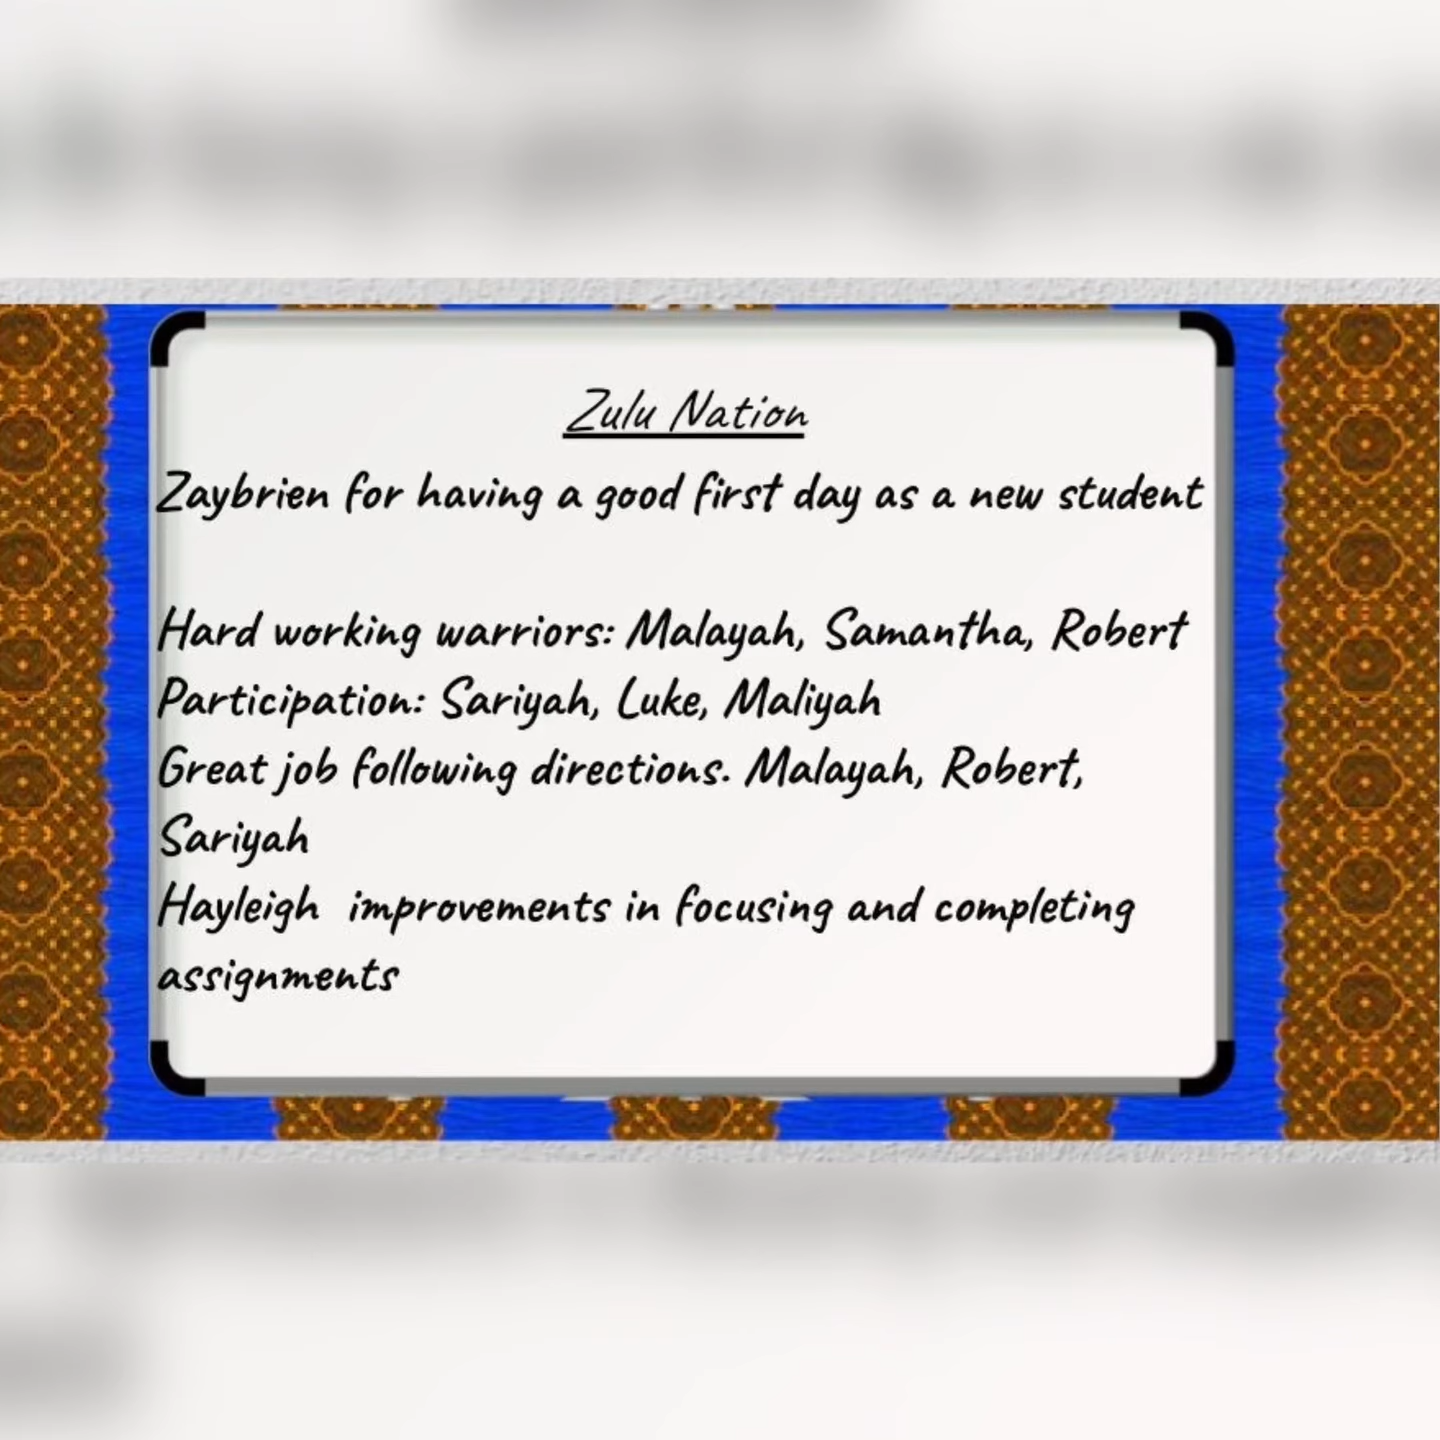 Zulu Nation
Zaybrien for having a good first day as a new student
Hard working warriors: Malayah, Samantha, Robert
Participation: Sariyah, Luke, Maliyah
Great job following directions. Malayah, Robert,
Sariyah
Hayleigh  improvements in focusing and completing
assignments